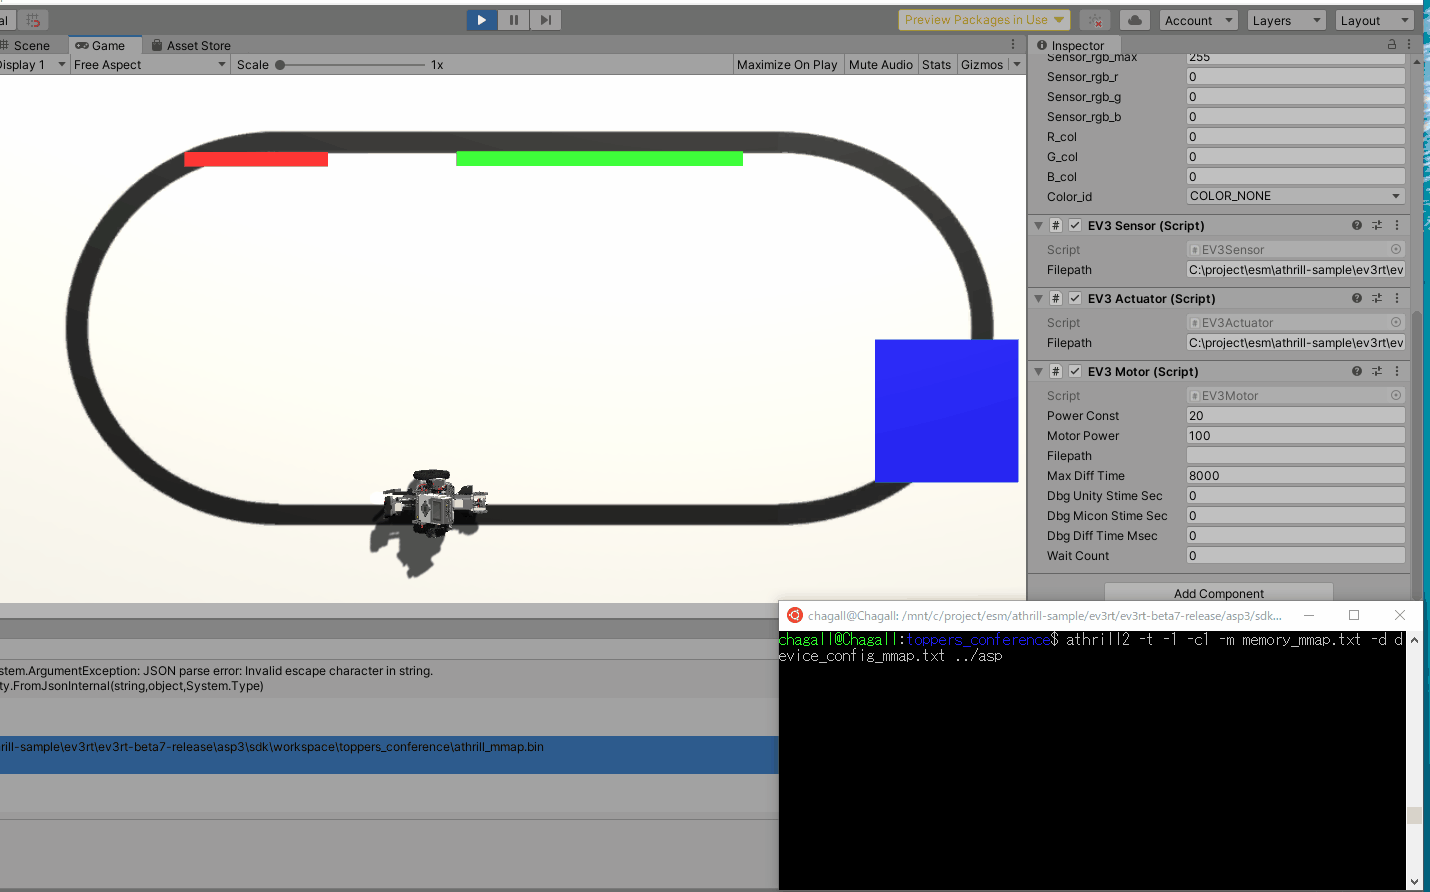 al
Preview Packages in Use
Account
Layers
Layout
Scene
Game
Asset Store
Inspector
Display 1
Free Aspect
Scale
1x
Maximize On Play
Mute Audio
Stats
Gizmos
Sensor_rgb_max
255
Sensor_rgb_r
0
Sensor_rgb_g
0
Sensor_rgb_b
0
R_col
0
G_col
0
B_col
0
Color_id
COLOR_NONE
# EV3 Sensor (Script)
Script
EV3Sensor
Filepath
C:\project\esm\athrill-sample\ev3rt\ev
# EV3 Actuator (Script)
Script
EV3Actuator
Filepath
C:\project\esm\athrill-sample\ev3rt\ev
# EV3 Motor (Script)
Script
EV3Motor
Power Const
20
Motor Power
100
Filepath
Max Diff Time
8000
Dbg Unity Stime Sec
0
Dbg Micon Stime Sec
0
Dbg Diff Time Msec
0
Wait Count
0
Add Component
chagall@Chagall: /mnt/c/project/esm/athrill-sample/ev3rt/ev3rt-beta7-release/asp3/sdk...
chagall@Chagall:toppers_conference$ athrill2 -t -1 -c1 -m memory_mmap.txt -d d
evice_config_mmap.txt ../asp
stem.ArgumentException: JSON parse error: Invalid escape character in string.
ty.FromJsonInternal(string,object,System.Type)
rill-sample\ev3rt\ev3rt-beta7-release\asp3\sdk\workspace\toppers_conference\athrill_mmap.bin